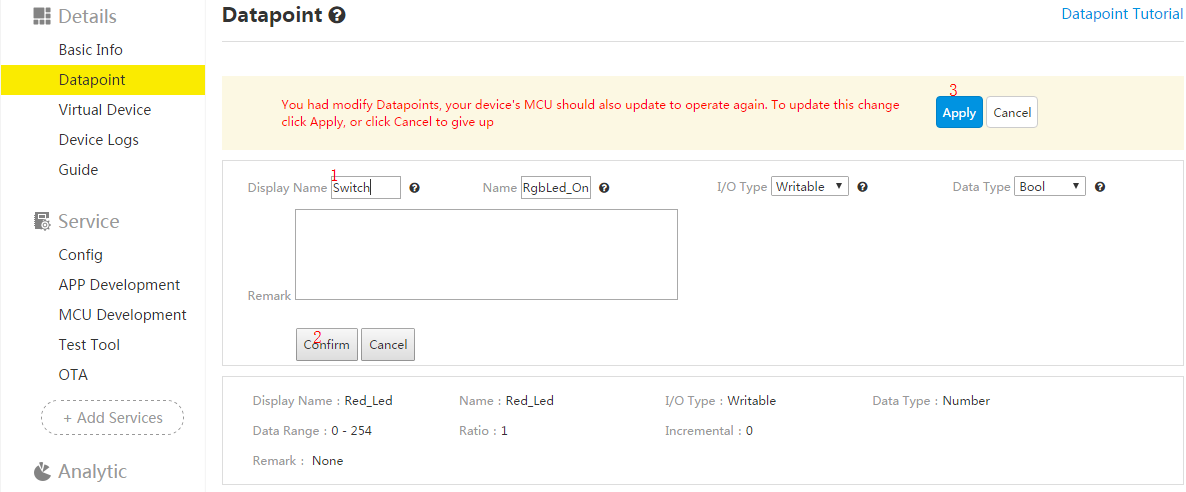 Details
Basic Info
Datapoint
Virtual Device
Device Logs
Guide
Service
Config
APP Development
MCU Development
Test Tool
OTA
+ Add Services
Analytic
Datapoint ?
Datapoint Tutorial
You had modify Datapoints, your device's MCU should also update to operate again. To update this change
click Apply, or click Cancel to give up
3
Apply Cancel
1
Display Name Switch ? Name RgbLed_On ? I/O Type Writable ? Data Type Bool ?
Remark
2
Confirm Cancel
Display Name : Red_Led Name : Red_Led I/O Type : Writable Data Type : Number
Data Range : 0 - 254 Ratio : 1 Incremental : 0
Remark : None